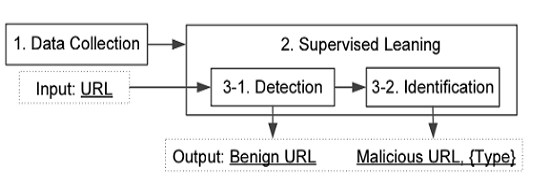 1. Data Collection
2. Supervised Leaning
Input: URL
3-1. Detection
3-2. Identification
Output: Benign URL
Malicious URL, {Type}